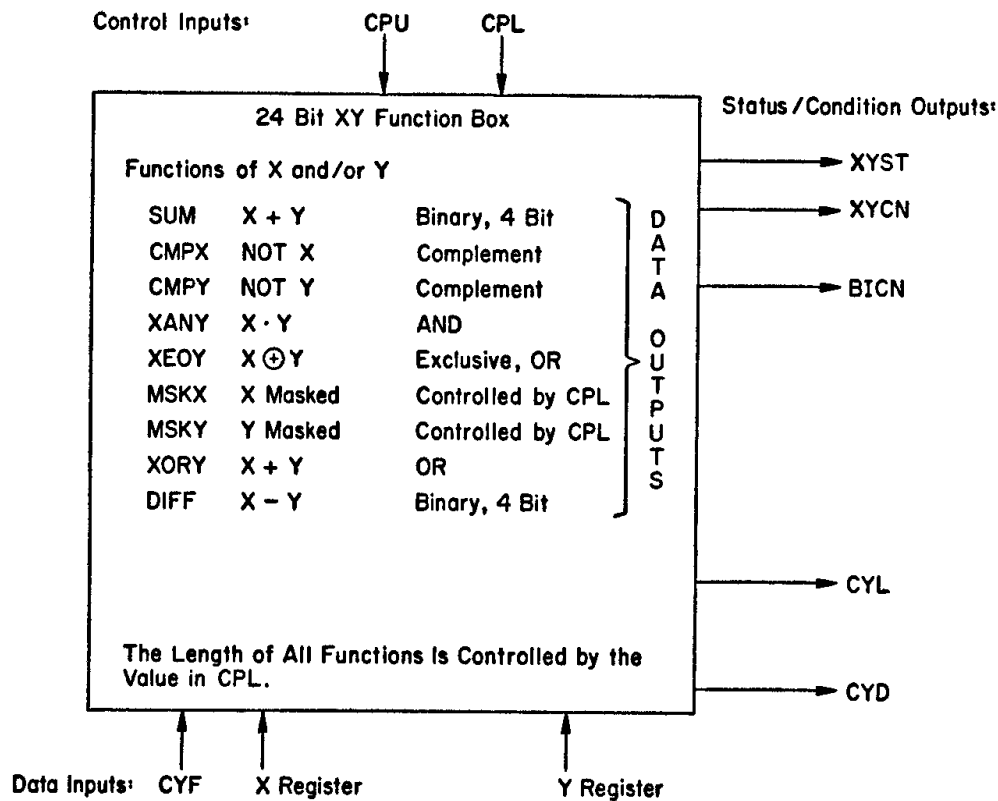 Control Inputs: CPU CPL
24 Bit XY Function Box
Status/Condition Outputs:
Functions of X and/or Y
XYST
SUM X + Y Binary, 4 Bit
XYCN
CMPX NOT X Complement
CMPY NOT Y Complement
BICN
XANY X · Y AND
XEOY X ⊕ Y Exclusive, OR
MSKX X Masked Controlled by CPL
MSKY Y Masked Controlled by CPL
XORY X + Y OR
DIFF X − Y Binary, 4 Bit
DATA OUTPUTS
CYL
The Length of All Functions Is Controlled by the
Value in CPL.
CYD
Data Inputs: CYF X Register Y Register